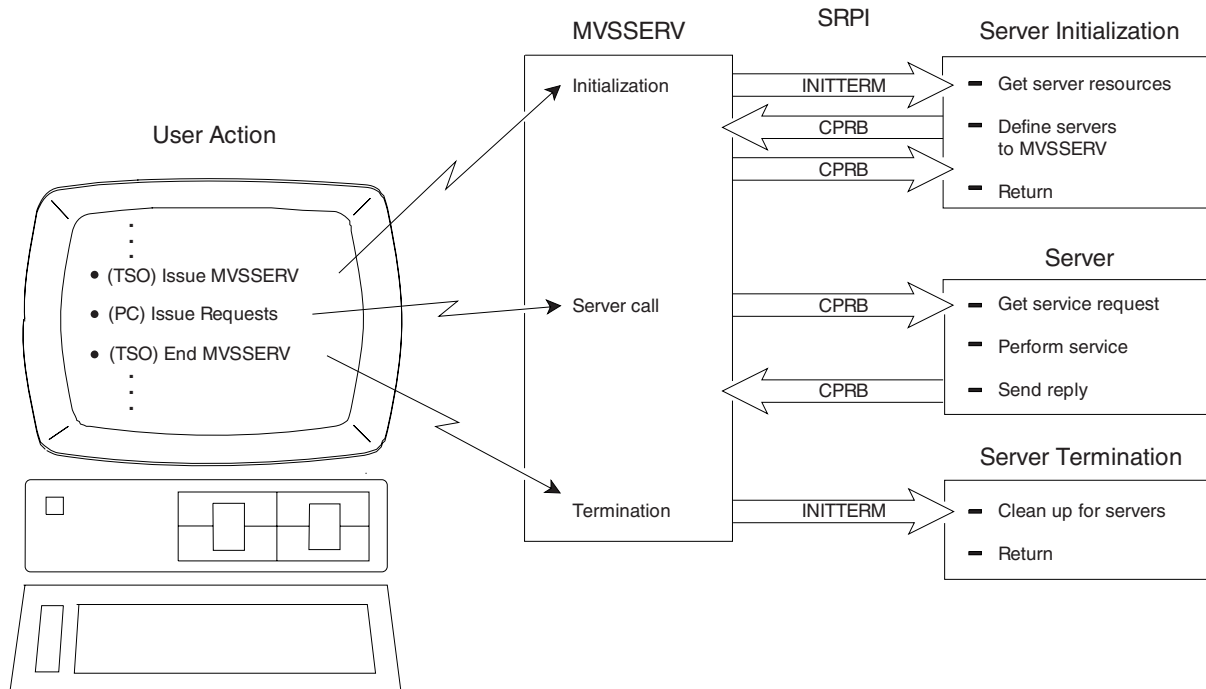 SRPI
MVSSERV
Server Initialization
User Action
Initialization
INITTERM
– Get server resources
CPRB
– Define servers
to MVSSERV
CPRB
– Return
• (TSO) Issue MVSSERV
• (PC) Issue Requests
• (TSO) End MVSSERV
Server
Server call
CPRB
– Get service request
– Perform service
CPRB
– Send reply
Server Termination
Termination
INITTERM
– Clean up for servers
– Return